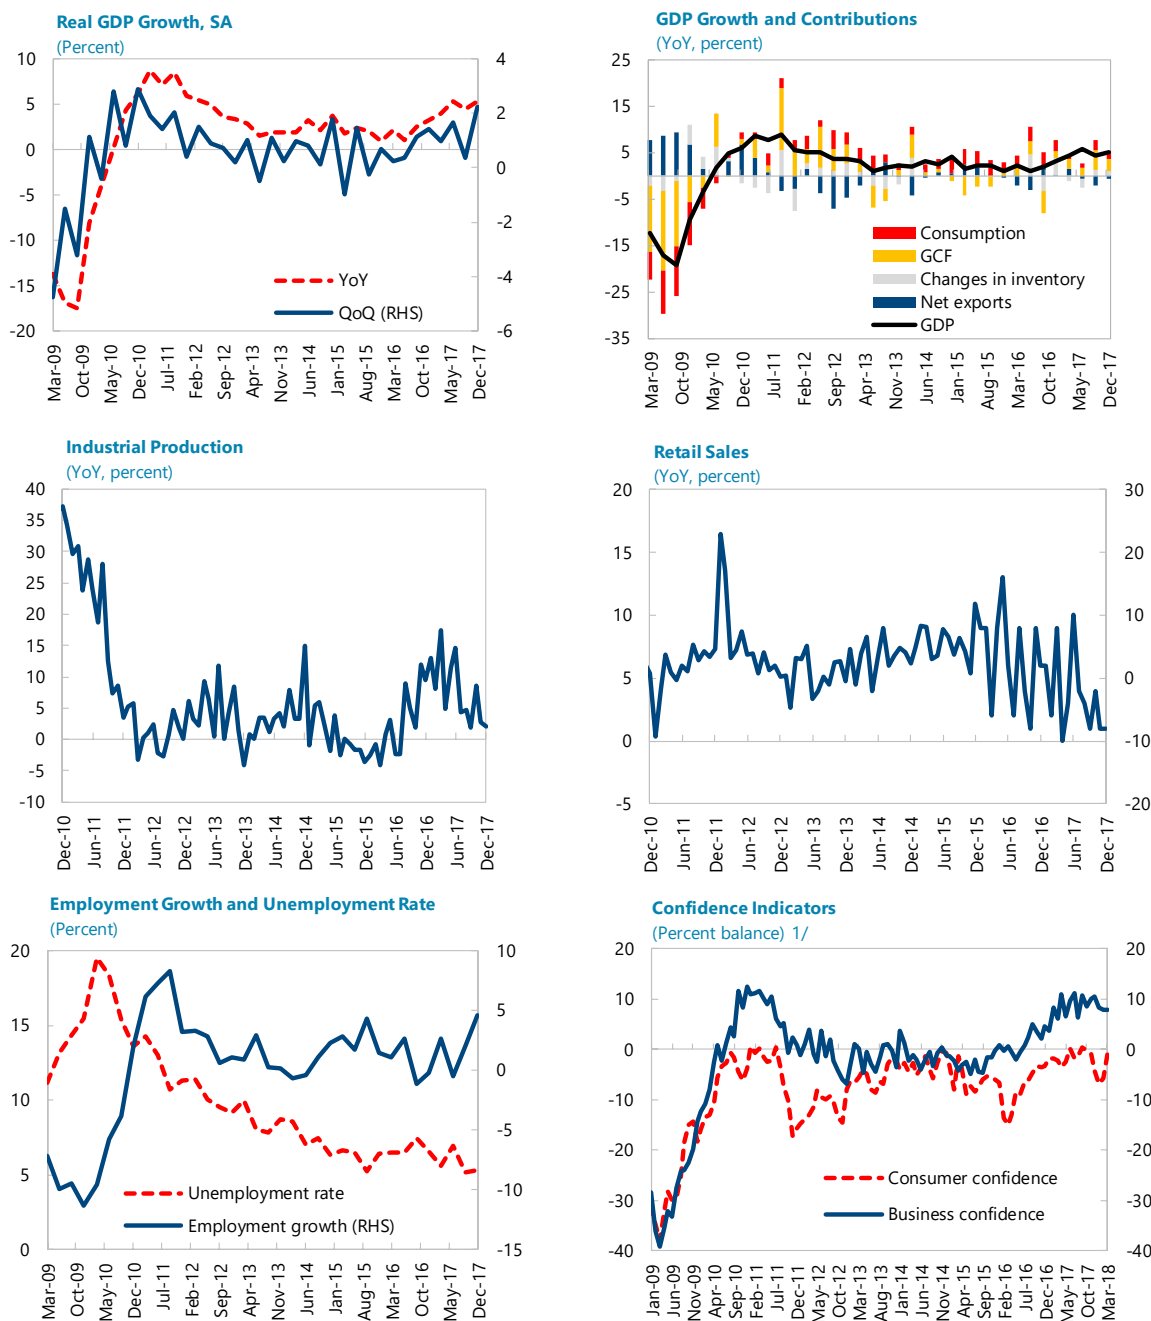 Real GDP Growth, SA
(Percent)
10
5
0
-5
-10
-15
-20
4
2
0
-2
-4
-6
YoY
QoQ (RHS)
Mar-09
Oct-09
May-10
Dec-10
Jul-11
Feb-12
Sep-12
Apr-13
Nov-13
Jun-14
Jan-15
Aug-15
Mar-16
Oct-16
May-17
Dec-17
GDP Growth and Contributions
(YoY, percent)
25
15
5
-5
-15
-25
-35
Consumption
GCF
Changes in inventory
Net exports
GDP
Mar-09
Oct-09
May-10
Dec-10
Jul-11
Feb-12
Sep-12
Apr-13
Nov-13
Jun-14
Jan-15
Aug-15
Mar-16
Oct-16
May-17
Dec-17
Industrial Production
(YoY, percent)
40
35
30
25
20
15
10
5
0
-5
-10
Dec-10
Jun-11
Dec-11
Jun-12
Dec-12
Jun-13
Dec-13
Jun-14
Dec-14
Jun-15
Dec-15
Jun-16
Dec-16
Jun-17
Dec-17
Retail Sales
(YoY, percent)
20
15
10
5
0
-5
30
20
10
0
-10
-20
Dec-10
Jun-11
Dec-11
Jun-12
Dec-12
Jun-13
Dec-13
Jun-14
Dec-14
Jun-15
Dec-15
Jun-16
Dec-16
Jun-17
Dec-17
Employment Growth and Unemployment Rate
(Percent)
20
15
10
5
0
10
5
0
-5
-10
-15
Unemployment rate
Employment growth (RHS)
Mar-09
Oct-09
May-10
Dec-10
Jul-11
Feb-12
Sep-12
Apr-13
Nov-13
Jun-14
Jan-15
Aug-15
Mar-16
Oct-16
May-17
Dec-17
Confidence Indicators
(Percent balance) 1/
20
10
0
-10
-20
-30
-40
20
10
0
-10
-20
-30
-40
Consumer confidence
Business confidence
Jan-09
Jun-09
Nov-09
Apr-10
Sep-10
Feb-11
Jul-11
Dec-11
May-12
Oct-12
Mar-13
Aug-13
Jan-14
Jun-14
Nov-14
Apr-15
Sep-15
Feb-16
Jul-16
Dec-16
May-17
Oct-17
Mar-18